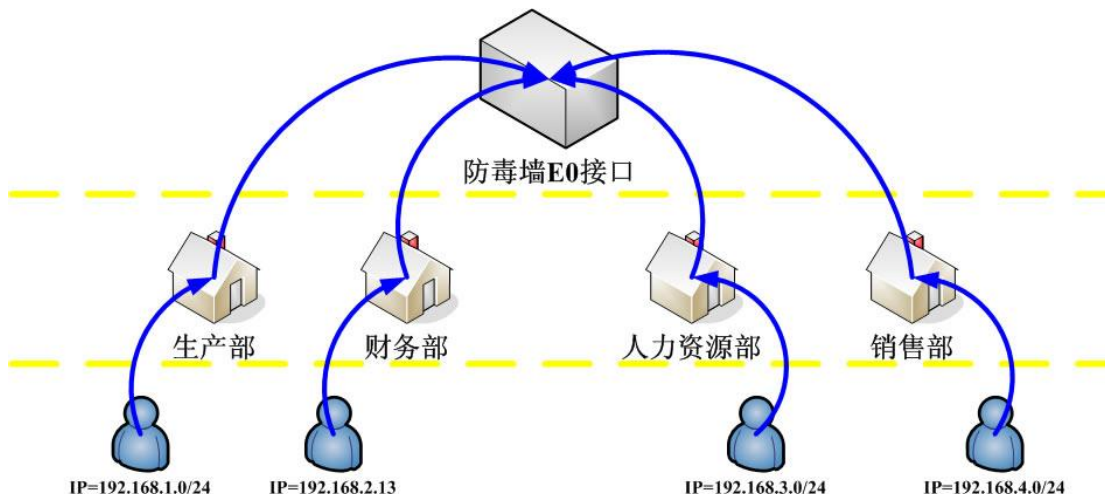 防毒墙E0接口
生产部
财务部
人力资源部
销售部
IP=192.168.1.0/24
IP=192.168.2.13
IP=192.168.3.0/24
IP=192.168.4.0/24